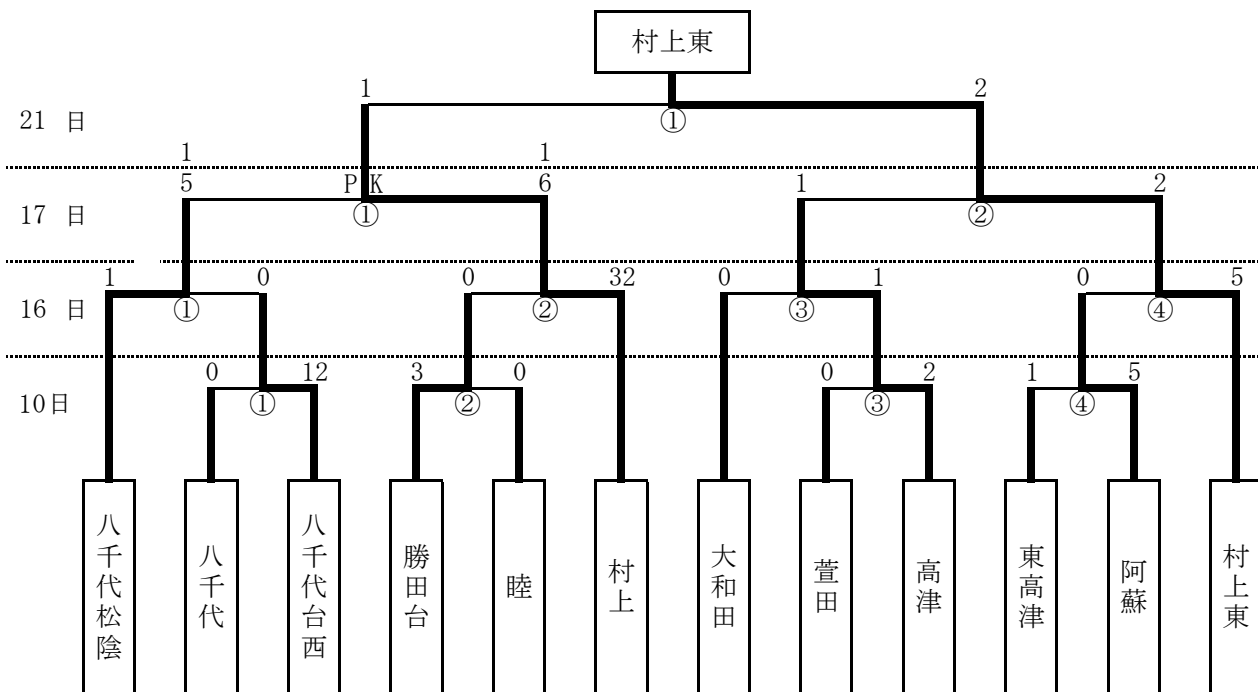 村上東
1 2
21 日
①
1 1
5 PK 6 1 2
17 日
① ②
1 0 0 32 0 1 0 5
16 日
① ② ③ ④
0 12 3 0 0 2 1 5
10日
① ② ③ ④
八千代松陰
八千代
八千代台西
勝田台
睦
村上
大和田
萱田
高津
東高津
阿蘇
村上東